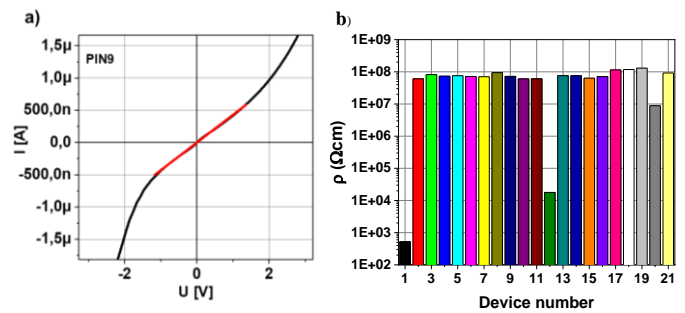 a)
PIN9
I [A]
1,5µ
1,0µ
500,0n
0,0
-500,0n
-1,0µ
-1,5µ
-2 0 2
U [V]
b)
ρ (Ωcm)
1E+09
1E+08
1E+07
1E+06
1E+05
1E+04
1E+03
1E+02
1 3 5 7 9 11 13 15 17 19 21
Device number